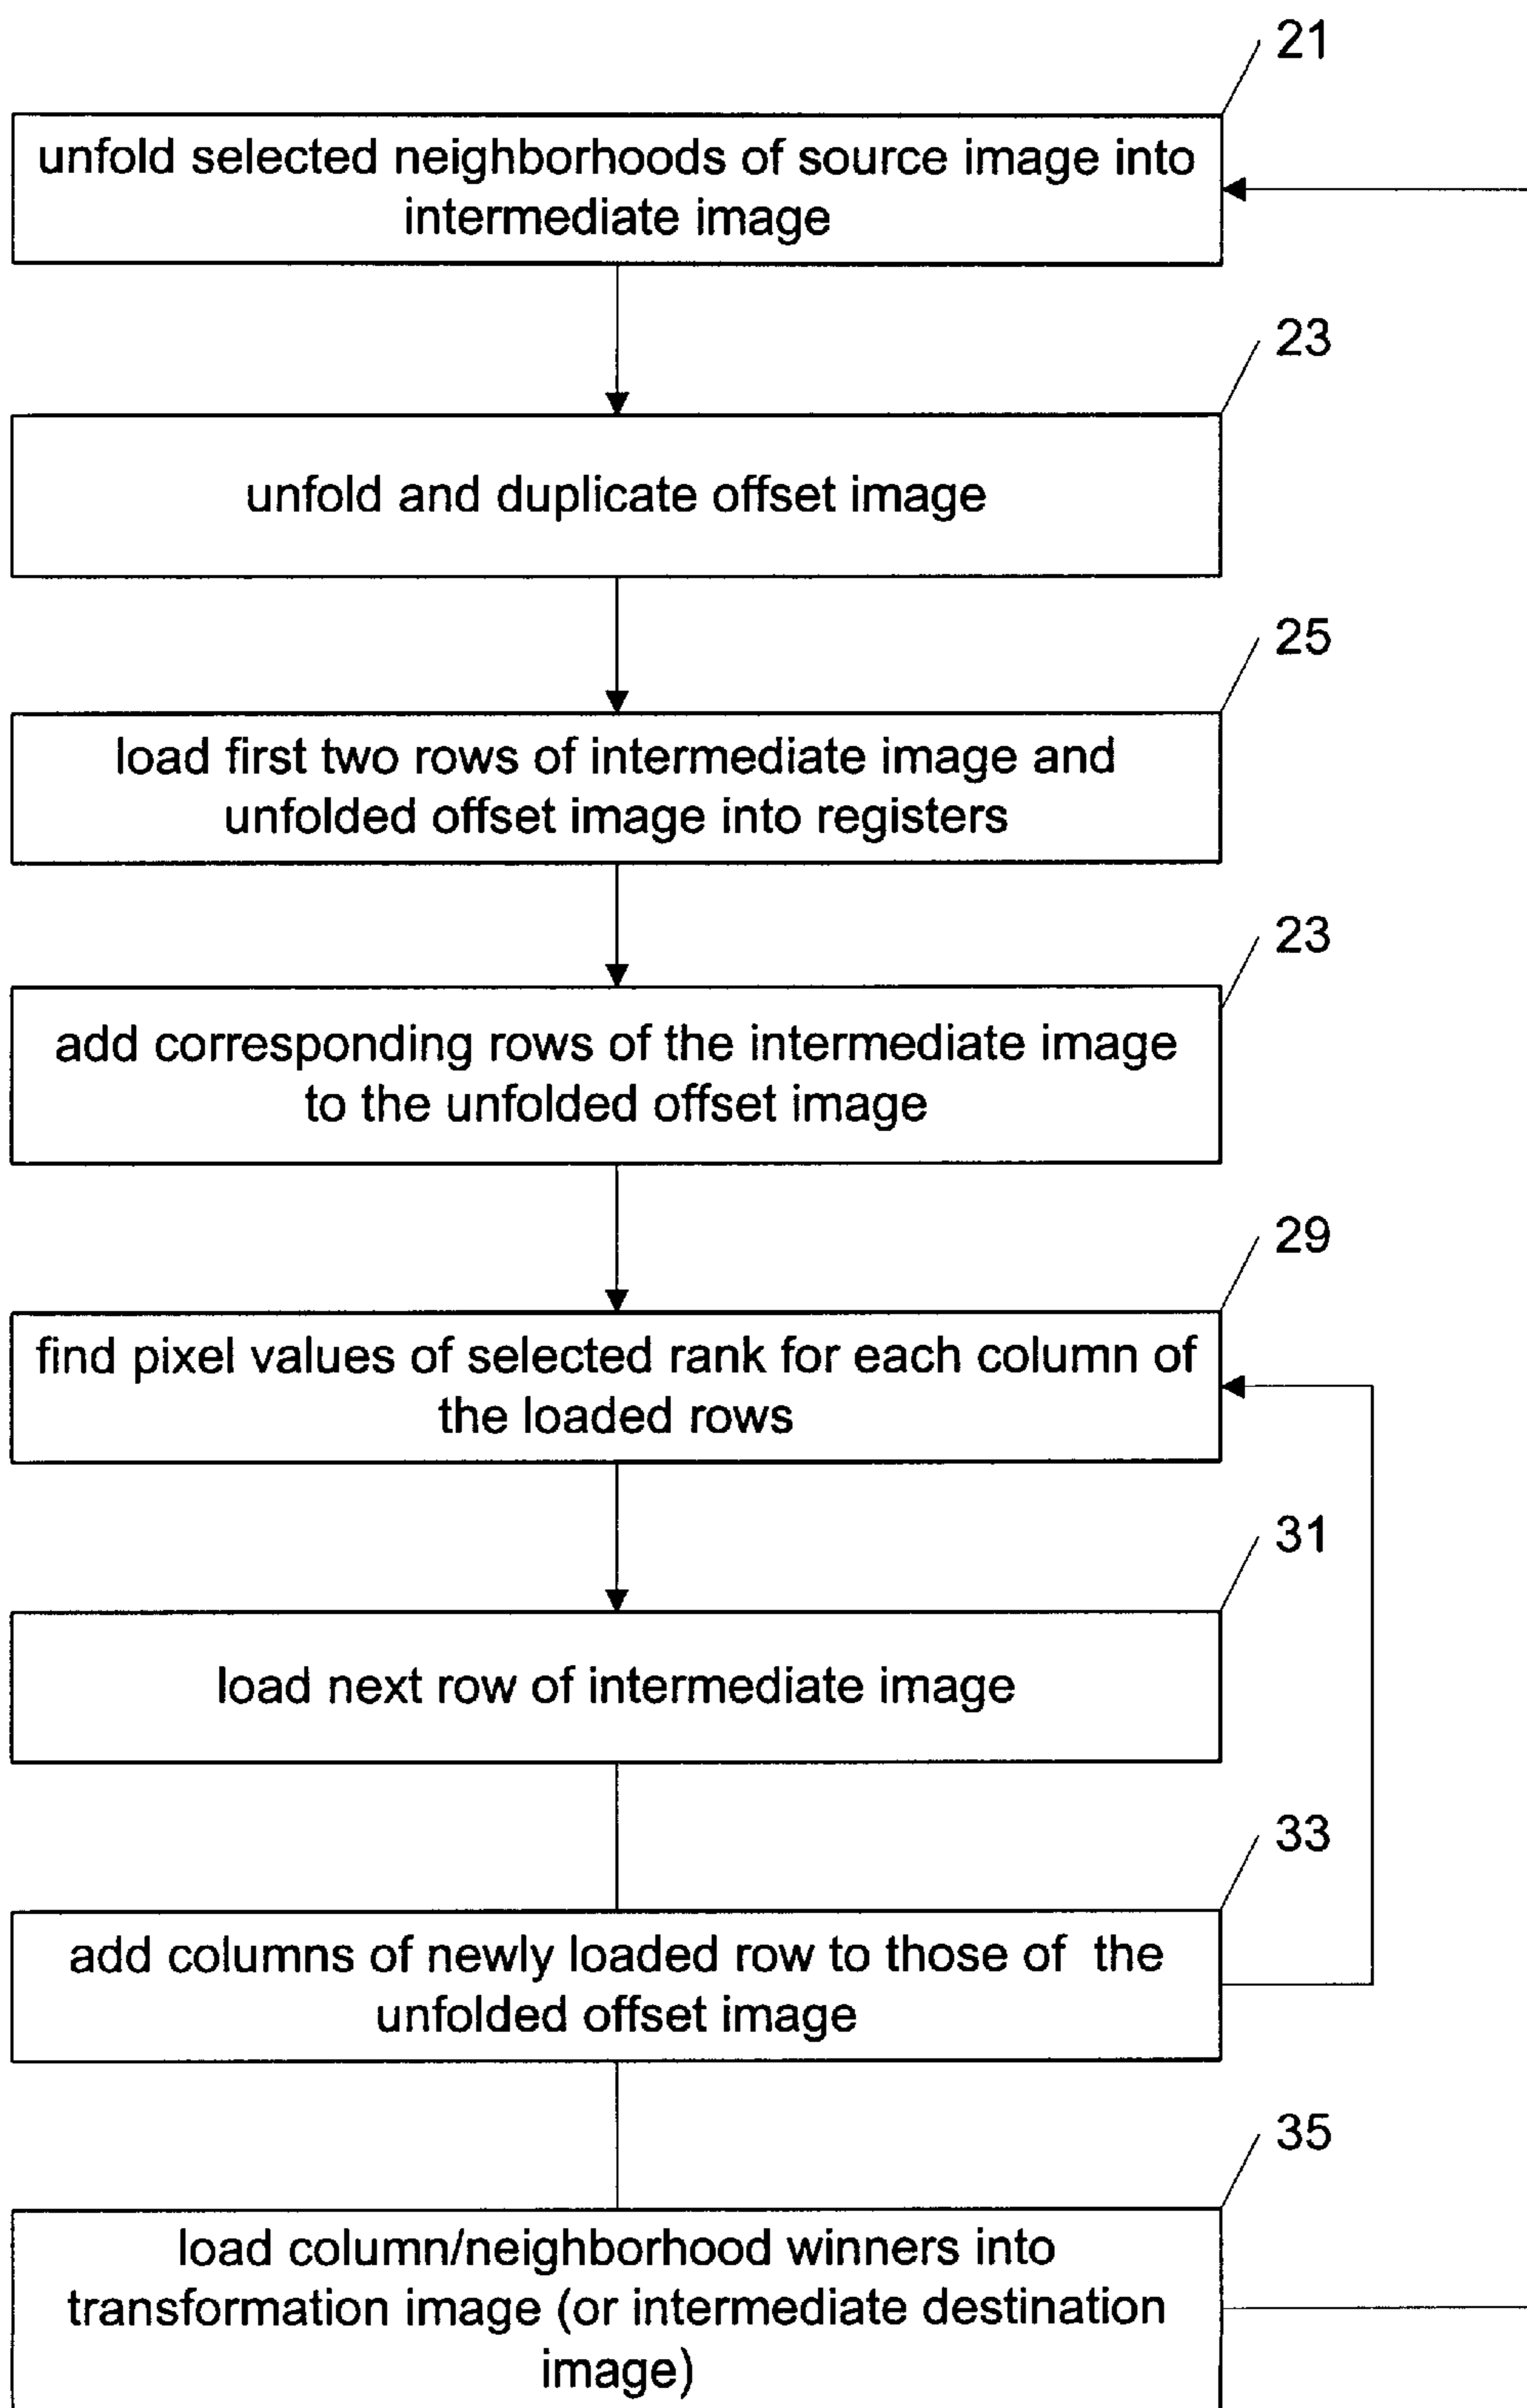 21
unfold selected neighborhoods of source image into
intermediate image
23
unfold and duplicate offset image
25
load first two rows of intermediate image and
unfolded offset image into registers
23
add corresponding rows of the intermediate image
to the unfolded offset image
29
find pixel values of selected rank for each column of
the loaded rows
31
load next row of intermediate image
33
add columns of newly loaded row to those of the
unfolded offset image
35
load column/neighborhood winners into
transformation image (or intermediate destination
image)